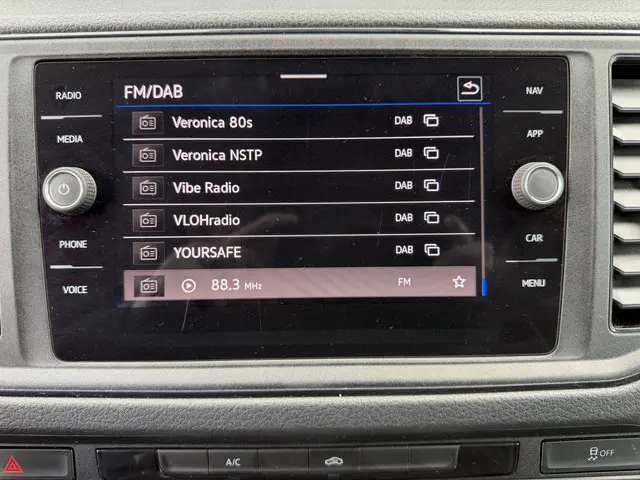 RADIO
MEDIA
PHONE
VOICE
FM/DAB
Veronica 80s DAB
Veronica NSTP DAB
Vibe Radio DAB
VLOHradio DAB
YOURSAFE DAB
88.3 MHz FM
NAV
APP
CAR
MENU
A/C
OFF